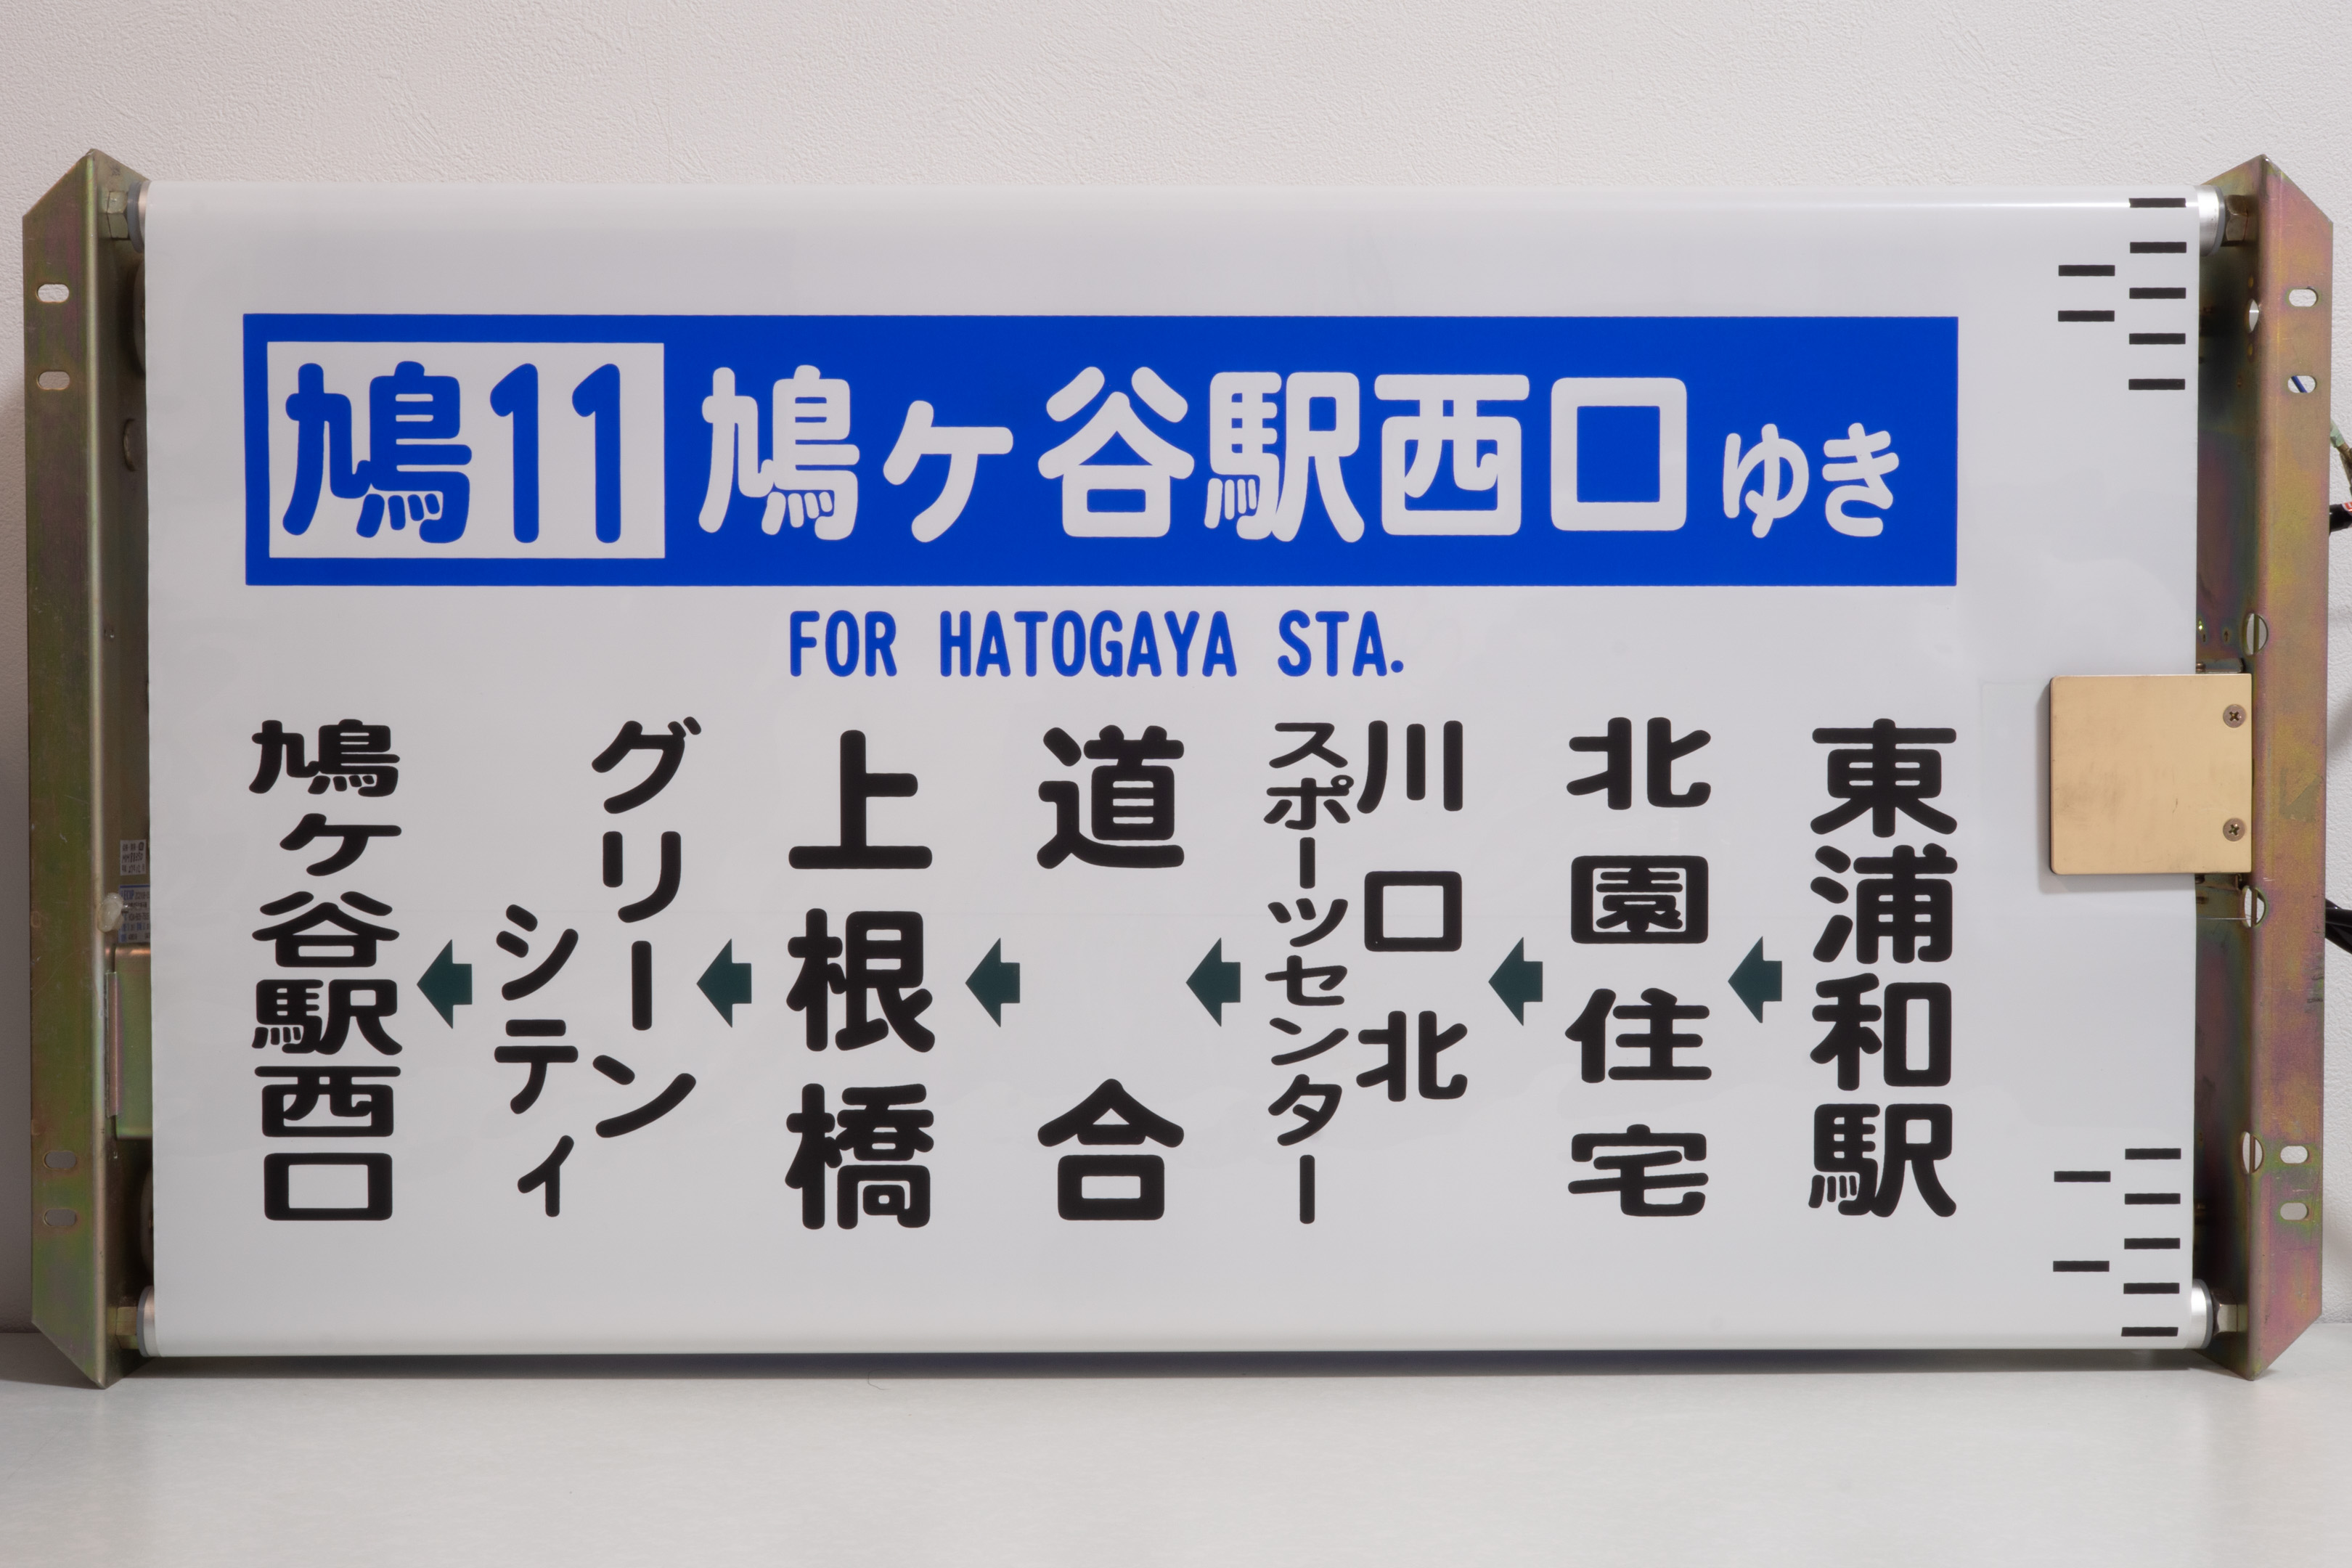 鳩11 鳩ヶ谷駅西口ゆき
FOR HATOGAYA STA.
東浦和駅
←
北園住宅
←
川口北
スポーツセンター
←
道合
←
上根橋
←
グリーン
シティ
←
鳩ヶ谷駅西口